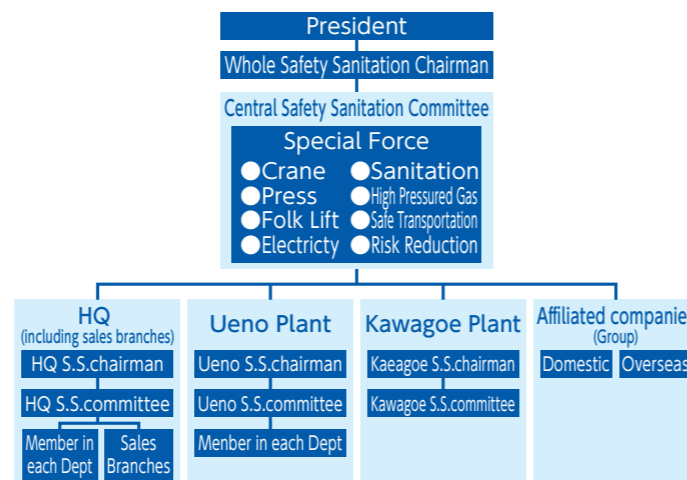 President
Whole Safety Sanitation Chairman
Central Safety Sanitation Committee
Special Force
Crane
Sanitation
Press
High Pressured Gas
Folk Lift
Safe Transportation
Electricty
Risk Reduction
HQ
(including sales branches)
HQ S.S.chairman
HQ S.S.committee
Member in
each Dept
Sales
Branches
Ueno Plant
Ueno S.S.chairman
Ueno S.S.committee
Menber in each Dept
Kawagoe Plant
Kaeagoe S.S.chairman
Kawagoe S.S.committee
Affiliated companie
(Group)
Domestic
Overseas